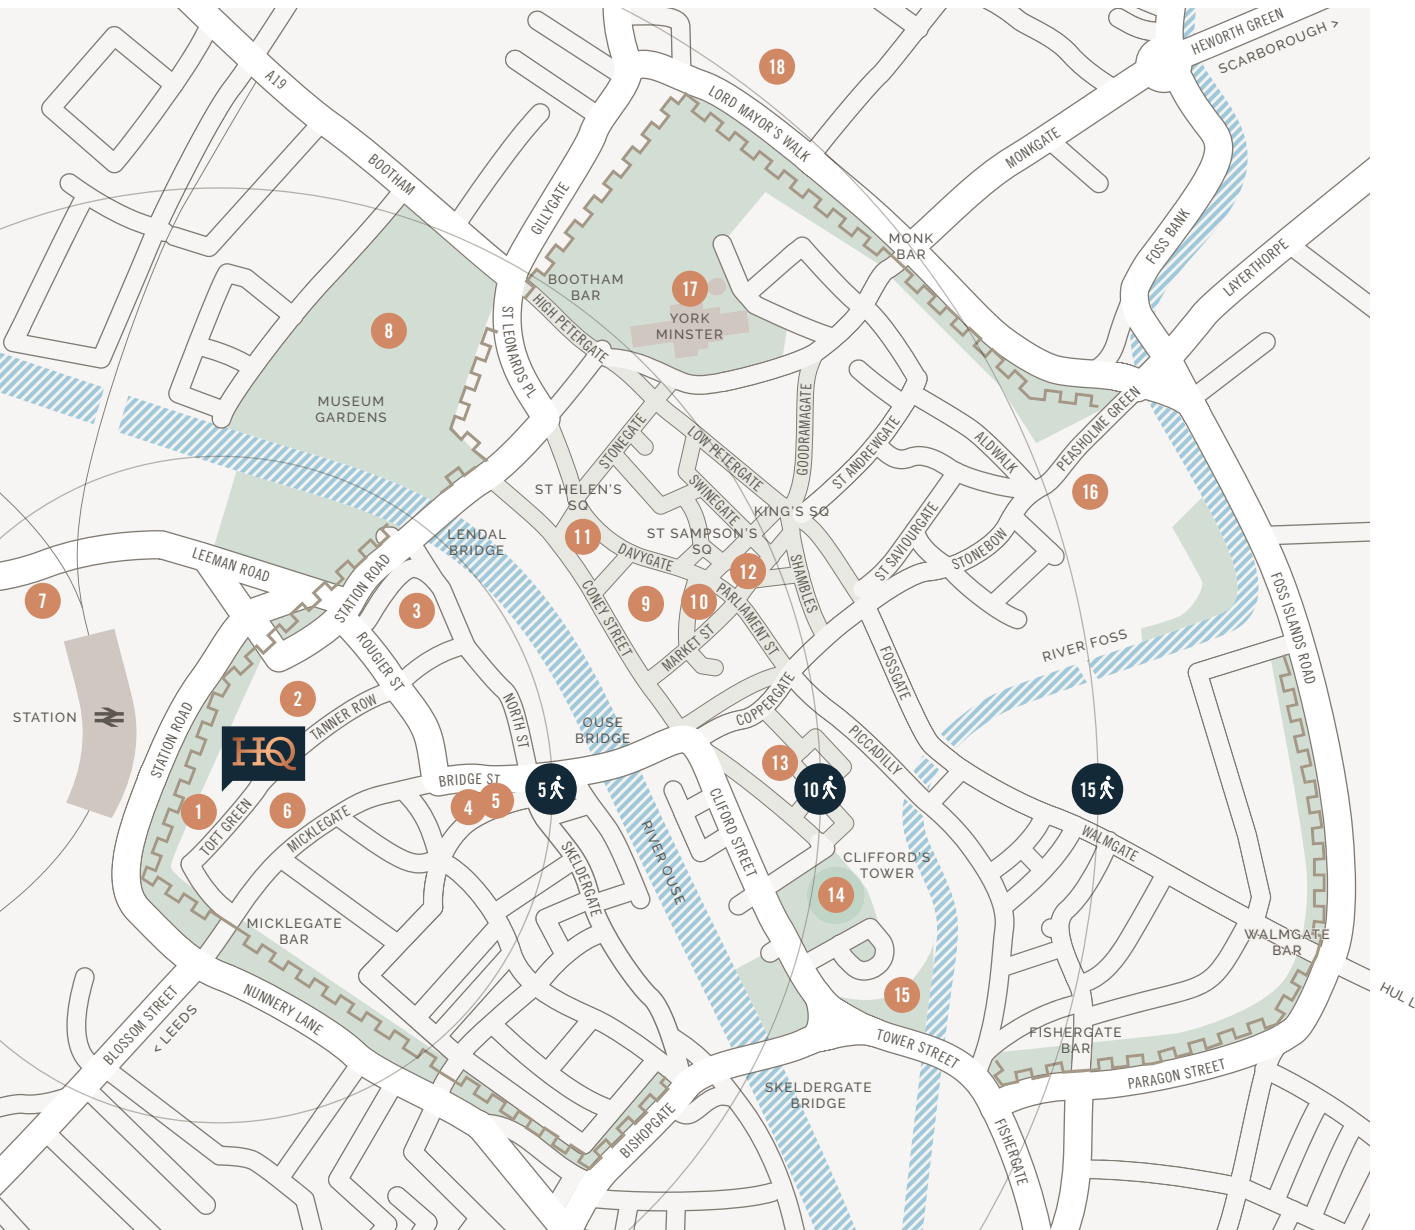 HEWORTH GREEN
SCARBOROUGH >
18
A19
LORD MAYOR'S WALK
MONKGATE
BOOTHAM
GILLYGATE
FOSS BANK
MONK
BAR
LAYERTHORPE
BOOTHAM
BAR
17
YORK
MINSTER
HIGH PETERGATE
8
ST LEONARDS PL
MUSEUM
GARDENS
GOODRAMAGATE
STONEGATE
LOW PETERGATE
ST ANDREWGATE
ALDWALK
PEASHOLME GREEN
16
ST HELEN'S
SQ
SWINEGATE
KING'S SQ
11
ST SAMPSON'S
SQ
LENDAL
BRIDGE
DAVYGATE
ST SAVIOURGATE
STONEBOW
LEEMAN ROAD
STATION ROAD
12
SHAMBLES
7
3
CONEY STREET
9
10
PARLIAMENT ST
FOSS ISLANDS ROAD
MARKET ST
RIVER FOSS
ROUGIER ST
FOSSGATE
2
TANNER ROW
NORTH ST
COPPERGATE
STATION
STATION ROAD
HQ
OUSE
BRIDGE
PICCADILLY
13
BRIDGE ST
5
10
15
1
TOFT GREEN
6
MICKLEGATE
4
5
CLIFORD STREET
WALMGATE
RIVER OUSE
SKELDERGATE
CLIFFORD'S
TOWER
14
MICKLEGATE
BAR
WALMGATE
BAR
15
HULL
NUNNERY LANE
BLOSSOM STREET
< LEEDS
TOWER STREET
FISHERGATE
BAR
PARAGON STREET
SKELDERGATE
BRIDGE
BISHOPGATE
FISHERGATE